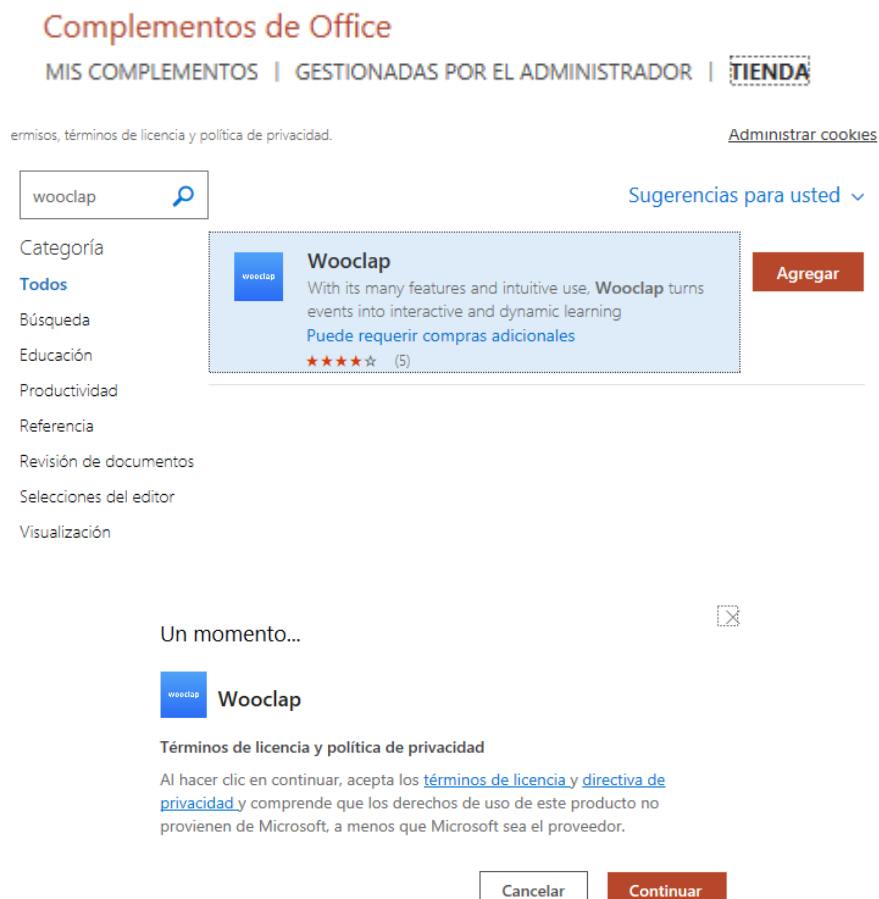 Complementos de Office
MIS COMPLEMENTOS | GESTIONADAS POR EL ADMINISTRADOR | TIENDA
ermisos, términos de licencia y política de privacidad.
Administrar cookies
wooclap
Sugerencias para usted
Categoría
Todos
Búsqueda
Educación
Productividad
Referencia
Revisión de documentos
Selecciones del editor
Visualización
wooclap
Wooclap
With its many features and intuitive use, Wooclap turns
events into interactive and dynamic learning
Puede requerir compras adicionales
★★★★☆ (5)
Agregar
Un momento...
wooclap
Wooclap
Términos de licencia y política de privacidad
Al hacer clic en continuar, acepta los términos de licencia y directiva de
privacidad y comprende que los derechos de uso de este producto no
provienen de Microsoft, a menos que Microsoft sea el proveedor.
Cancelar
Continuar